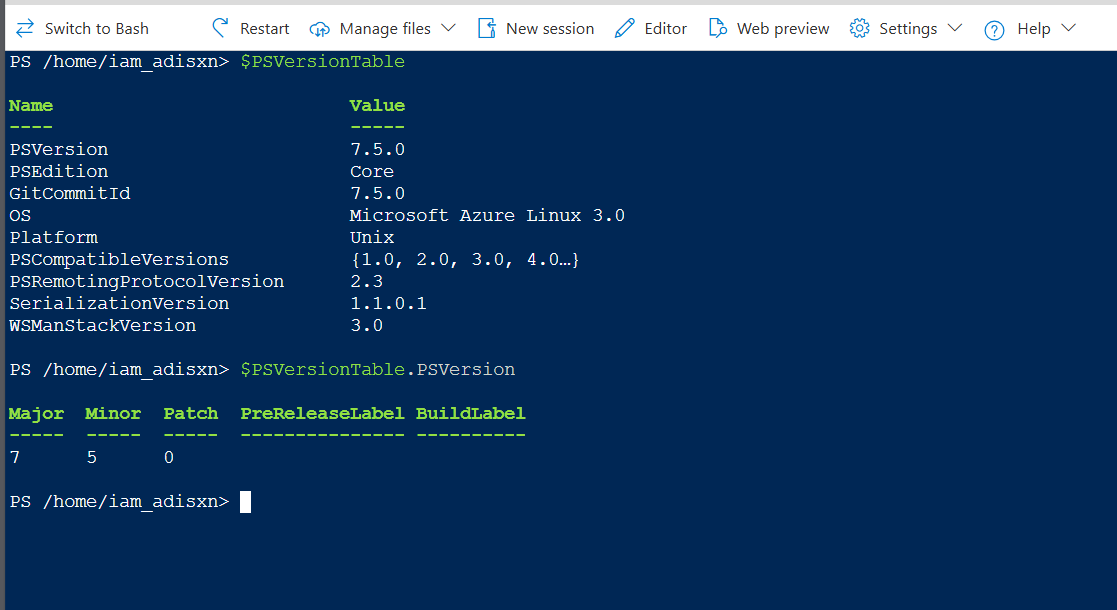 Switch to Bash Restart Manage files New session Editor Web preview Settings Help
PS /home/iam_adisxn> $PSVersionTable
Name Value
---- -----
PSVersion 7.5.0
PSEdition Core
GitCommitId 7.5.0
OS Microsoft Azure Linux 3.0
Platform Unix
PSCompatibleVersions {1.0, 2.0, 3.0, 4.0…}
PSRemotingProtocolVersion 2.3
SerializationVersion 1.1.0.1
WSManStackVersion 3.0
PS /home/iam_adisxn> $PSVersionTable.PSVersion
Major Minor Patch PreReleaseLabel BuildLabel
----- ----- ----- --------------- ----------
7 5 0
PS /home/iam_adisxn>